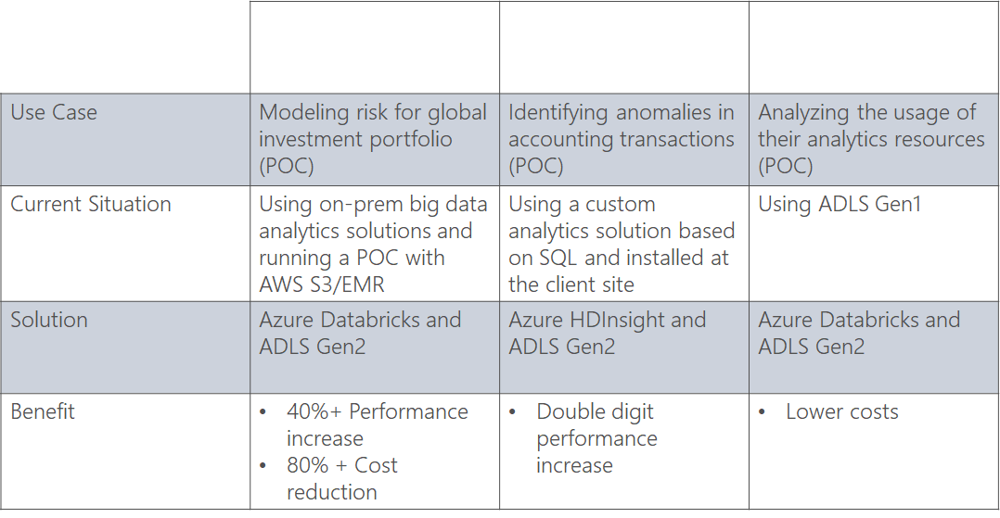 Use Case
Modeling risk for global
investment portfolio
(POC)
Identifying anomalies in
accounting transactions
(POC)
Analyzing the usage of
their analytics resources
(POC)
Current Situation
Using on-prem big data
analytics solutions and
running a POC with
AWS S3/EMR
Using a custom
analytics solution based
on SQL and installed at
the client site
Using ADLS Gen1
Solution
Azure Databricks and
ADLS Gen2
Azure HDInsight and
ADLS Gen2
Azure Databricks and
ADLS Gen2
Benefit
• 40%+ Performance
increase
• 80% + Cost
reduction
• Double digit
performance
increase
• Lower costs